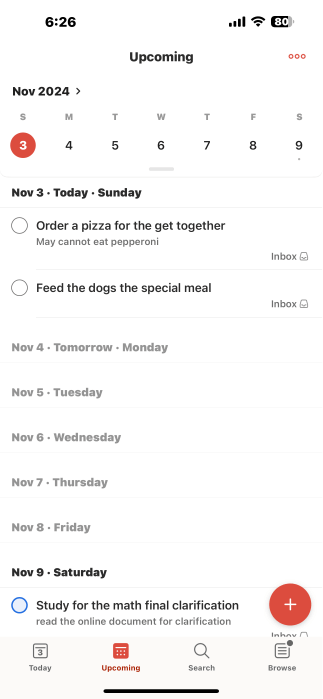 6:26
80
Upcoming
Nov 2024
S M T W T F S
3 4 5 6 7 8 9
Nov 3 · Today · Sunday
Order a pizza for the get together
May cannot eat pepperoni
Inbox
Feed the dogs the special meal
Inbox
Nov 4 · Tomorrow · Monday
Nov 5 · Tuesday
Nov 6 · Wednesday
Nov 7 · Thursday
Nov 8 · Friday
Nov 9 · Saturday
Study for the math final clarification
read the online document for clarification
Inbox
3
Today Upcoming Search Browse